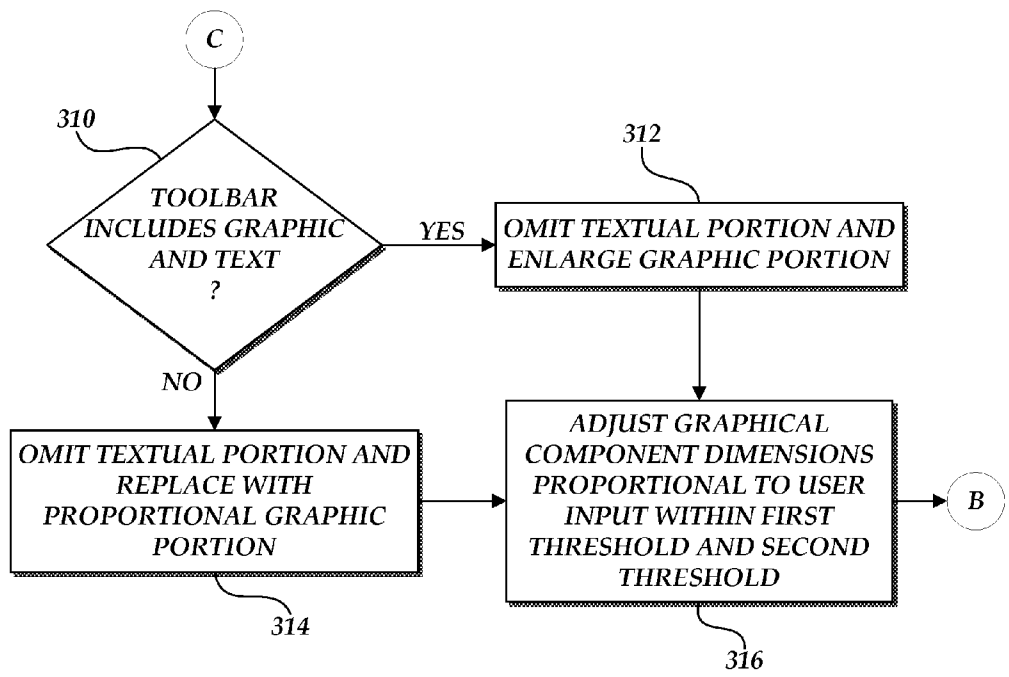 C
310
TOOLBAR
INCLUDES GRAPHIC
AND TEXT
?
YES
312
OMIT TEXTUAL PORTION AND
ENLARGE GRAPHIC PORTION
NO
OMIT TEXTUAL PORTION AND
REPLACE WITH
PROPORTIONAL GRAPHIC
PORTION
314
ADJUST GRAPHICAL
COMPONENT DIMENSIONS
PROPORTIONAL TO USER
INPUT WITHIN FIRST
THRESHOLD AND SECOND
THRESHOLD
316
B